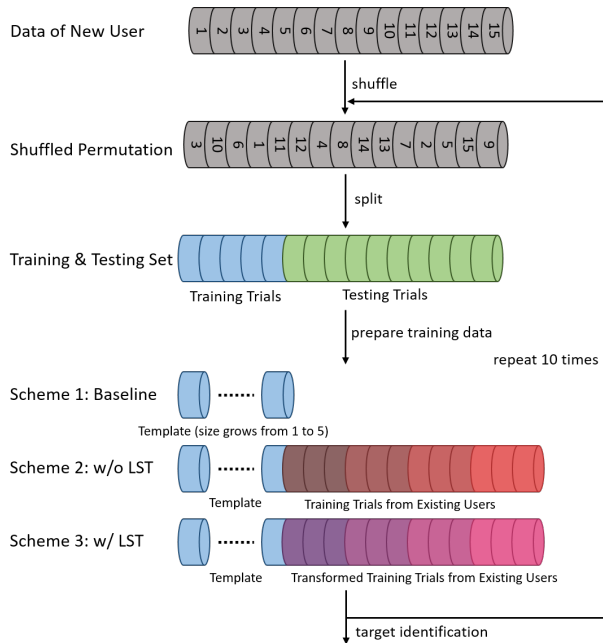 Data of New User
1 2 3 4 5 6 7 8 9 10 11 12 13 14 15
shuffle
Shuffled Permutation
3 10 6 1 11 12 4 8 14 13 7 2 5 15 9
split
Training & Testing Set
Training Trials Testing Trials
prepare training data
repeat 10 times
Scheme 1: Baseline
Template (size grows from 1 to 5)
Scheme 2: w/o LST
Template Training Trials from Existing Users
Scheme 3: w/ LST
Template Transformed Training Trials from Existing Users
target identification